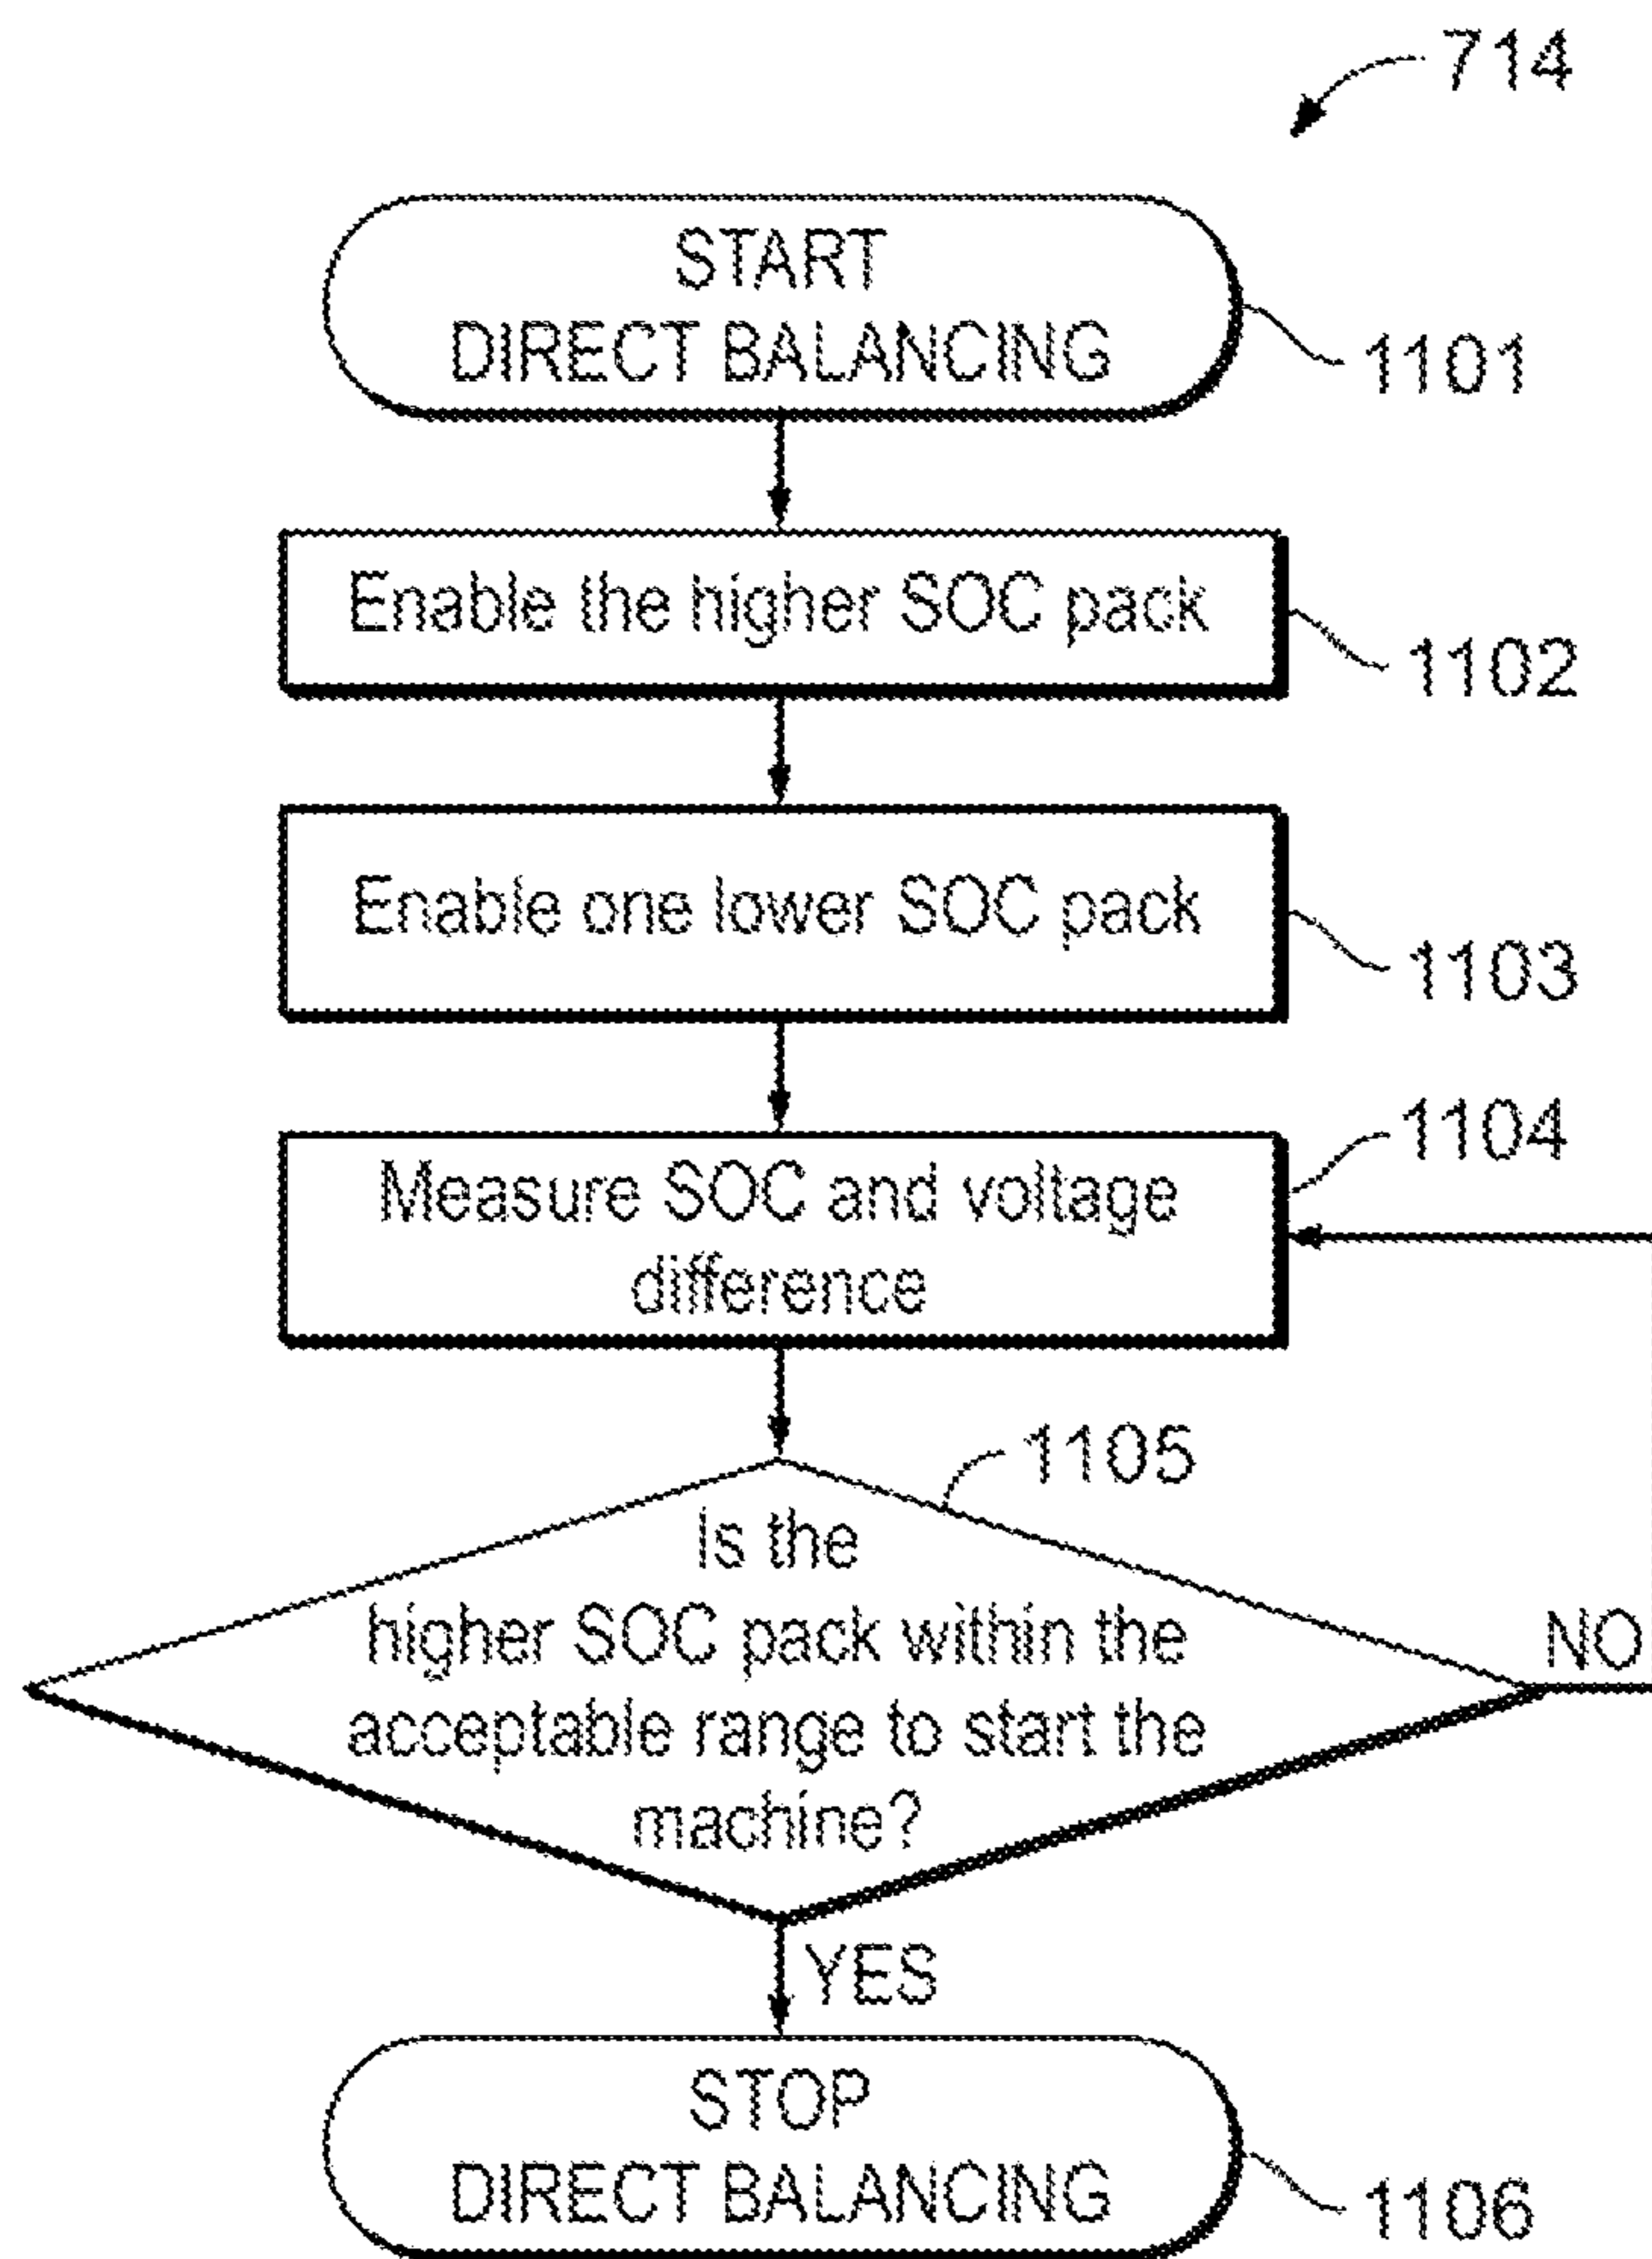 714
START
DIRECT BALANCING
1101
Enable the higher SOC pack
1102
Enable one lower SOC pack
1103
1104
Measure SOC and voltage
difference
1105
Is the
higher SOC pack within the
acceptable range to start the
machine?
NO
YES
STOP
DIRECT BALANCING
1106